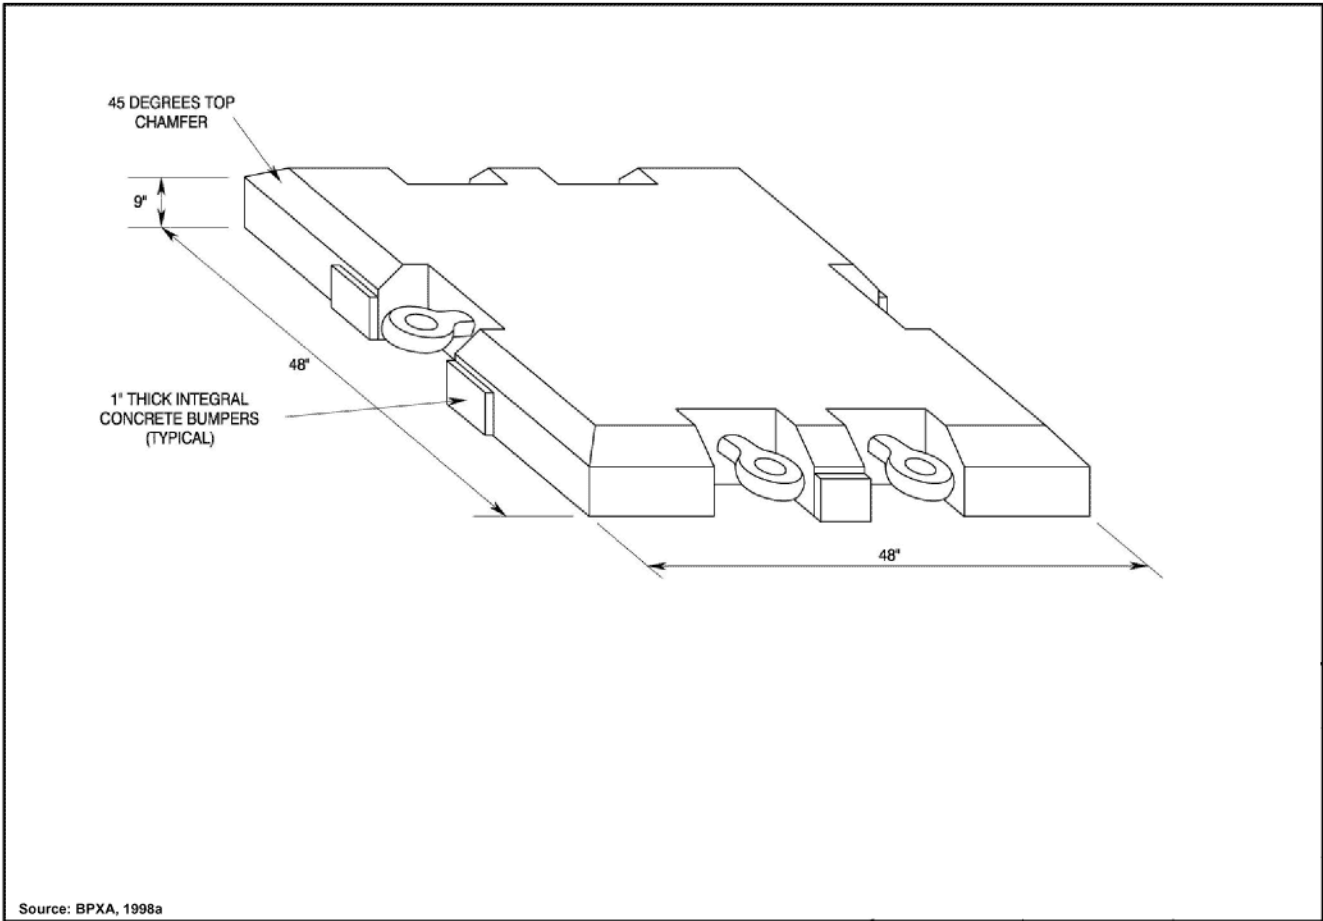 45 DEGREES TOP
CHAMFER
9"
48"
1" THICK INTEGRAL
CONCRETE BUMPERS
(TYPICAL)
48"
Source: BPXA, 1998a